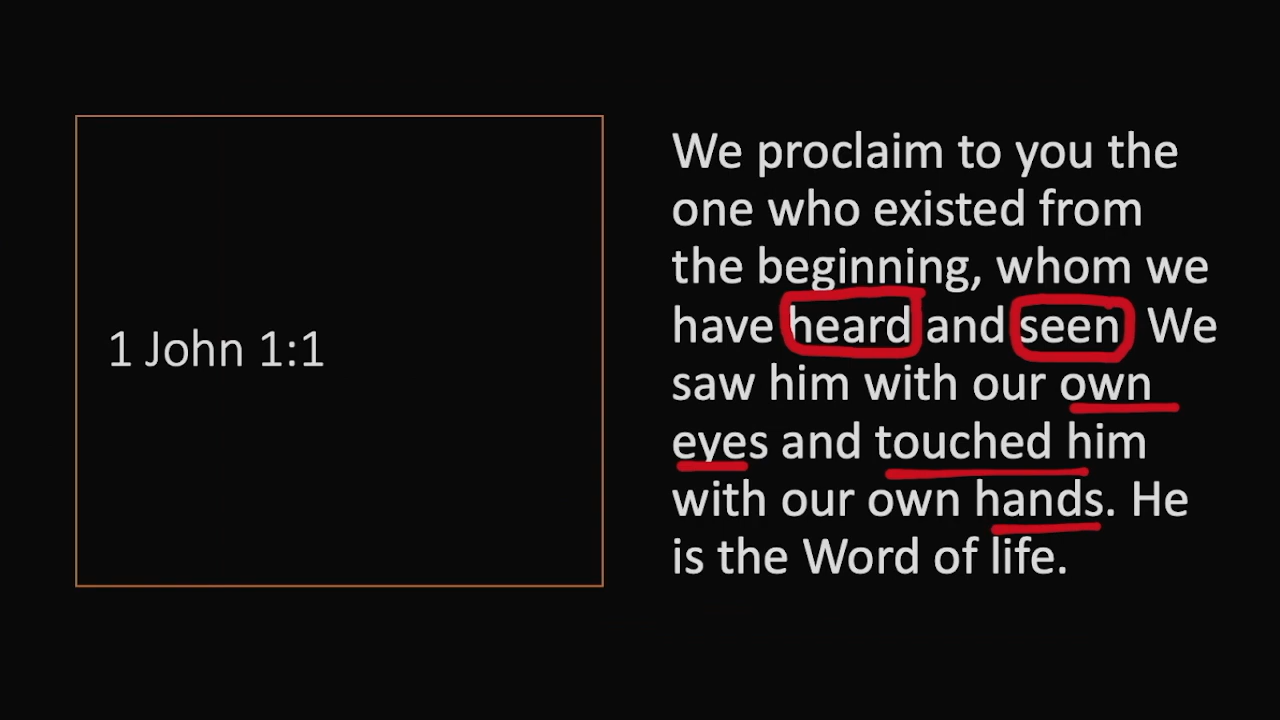 1 John 1:1
We proclaim to you the
one who existed from
the beginning, whom we
have heard and seen. We
saw him with our own
eyes and touched him
with our own hands. He
is the Word of life.